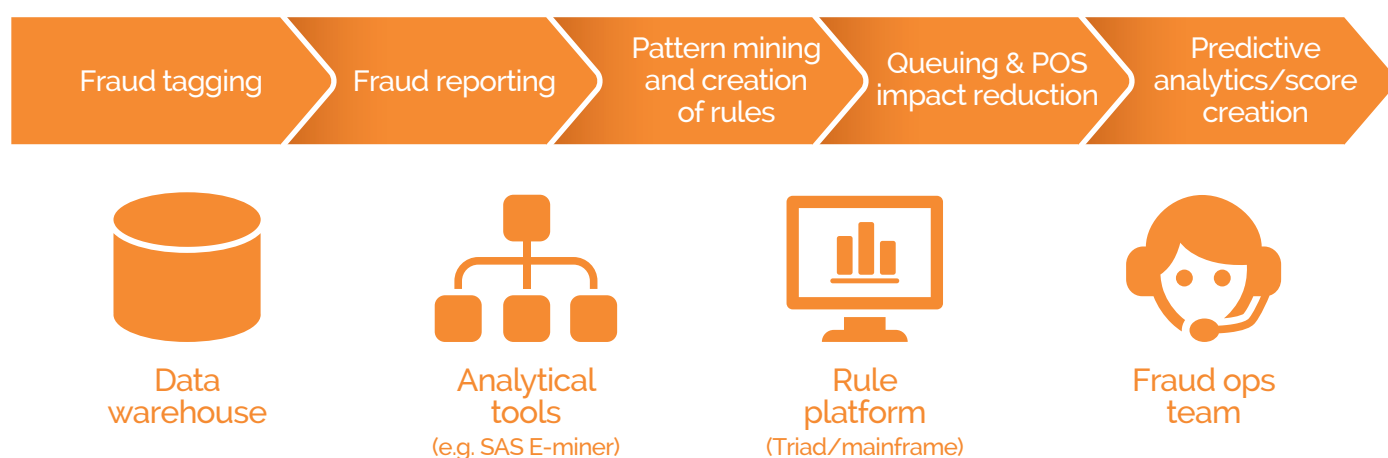 Fraud tagging
Fraud reporting
Pattern mining
and creation
of rules
Queuing & POS
impact reduction
Predictive
analytics/score
creation
Data
warehouse
Analytical
tools
(e.g. SAS E-miner)
Rule
platform
(Triad/mainframe)
Fraud ops
team